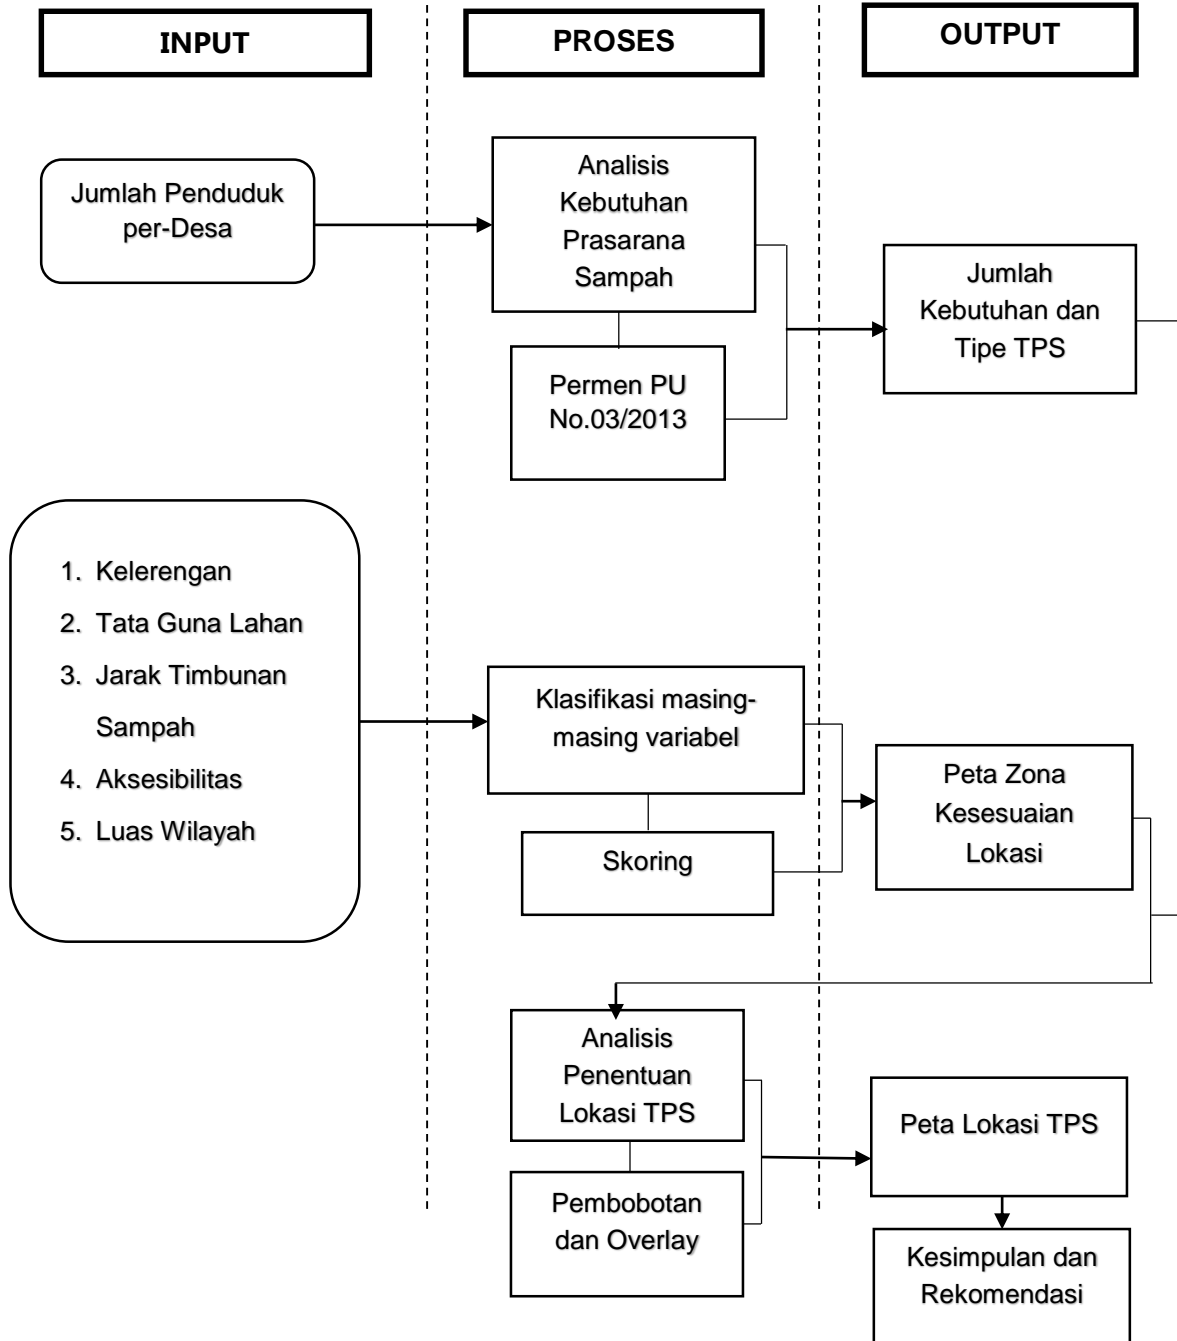 INPUT
PROSES
OUTPUT
Jumlah Penduduk
per-Desa
Analisis
Kebutuhan
Prasarana
Sampah
Permen PU
No.03/2013
Jumlah
Kebutuhan dan
Tipe TPS
1. Kelerengan
2. Tata Guna Lahan
3. Jarak Timbunan
Sampah
4. Aksesibilitas
5. Luas Wilayah
Klasifikasi masing-
masing variabel
Skoring
Peta Zona
Kesesuaian
Lokasi
Analisis
Penentuan
Lokasi TPS
Pembobotan
dan Overlay
Peta Lokasi TPS
Kesimpulan dan
Rekomendasi